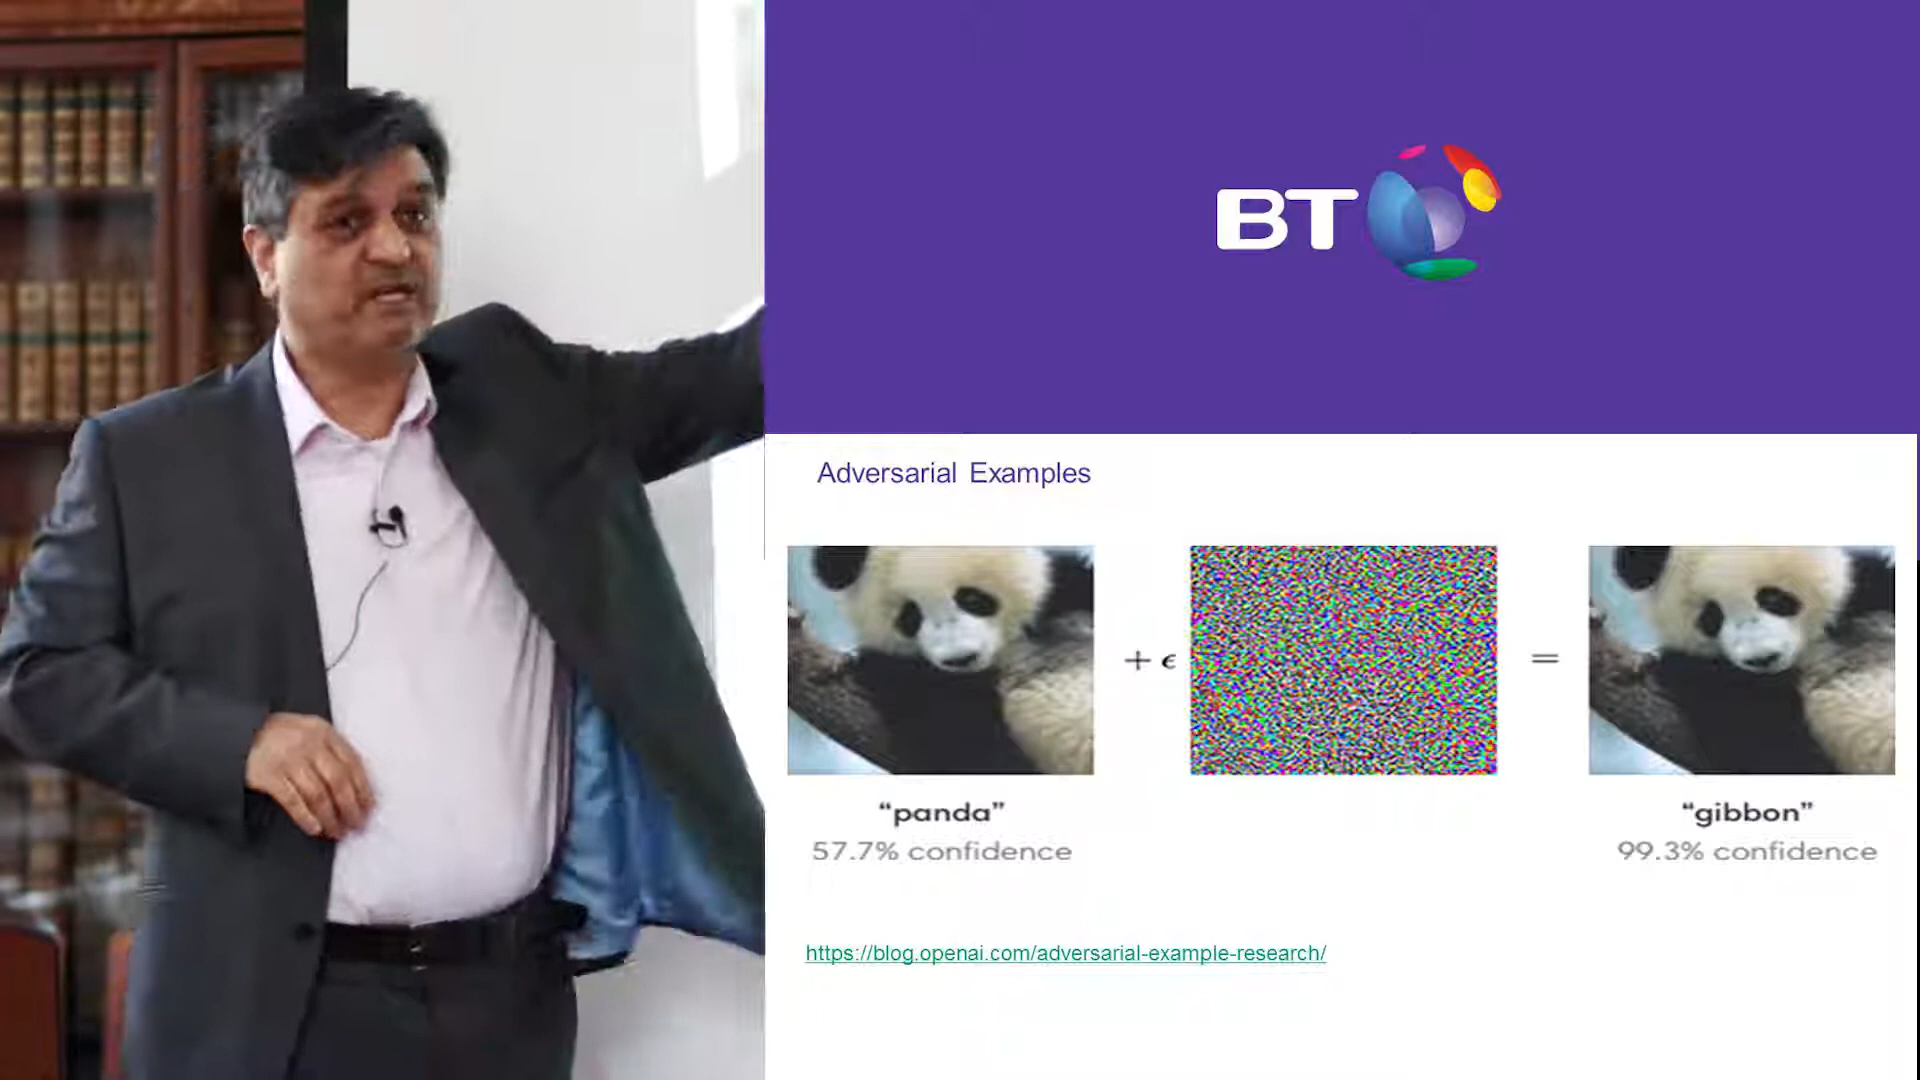 BT
Adversarial Examples
+ ϵ
=
“panda”
57.7% confidence
“gibbon”
99.3% confidence
https://blog.openai.com/adversarial-example-research/